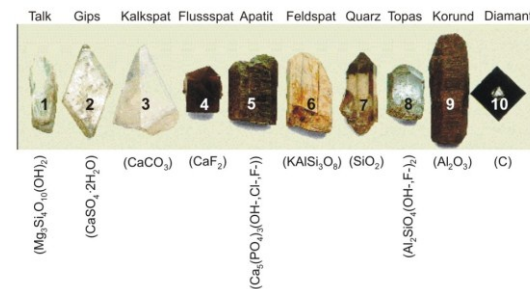 Talk Gips Kalkspat Flussspat Apatit Feldspat Quarz Topas Korund Diamant
1 2 3 4 5 6 7 8 9 10
(Mg₃Si₄O₁₀(OH)₂)
(CaSO₄·2H₂O)
(CaCO₃)
(CaF₂)
(Ca₅(PO₄)₃(OH-,Cl-,F-))
(KAlSi₃O₈)
(SiO₂)
(Al₂SiO₄(OH-,F-)₂)
(Al₂O₃)
(C)